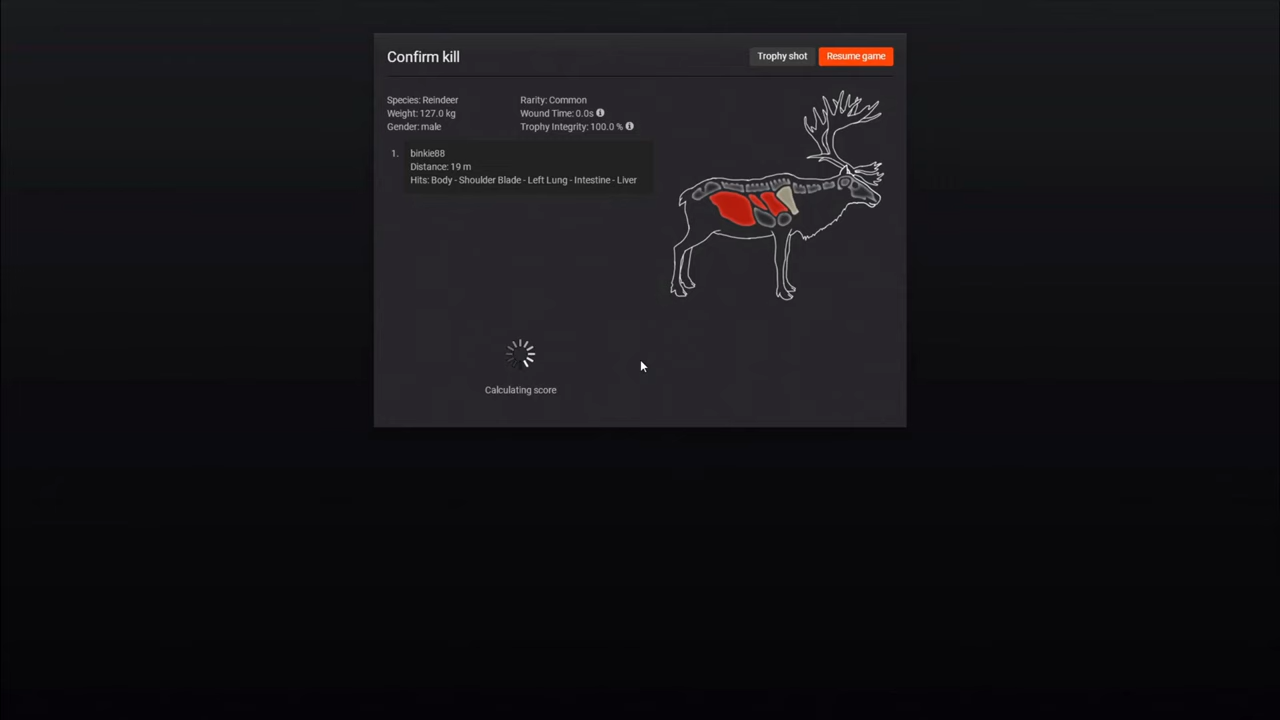 Confirm kill
Trophy shot
Resume game
Species: Reindeer
Rarity: Common
Weight: 127.0 kg
Wound Time: 0.0s
Gender: male
Trophy Integrity: 100.0 %
1. binkie88
Distance: 19 m
Hits: Body - Shoulder Blade - Left Lung - Intestine - Liver
Calculating score